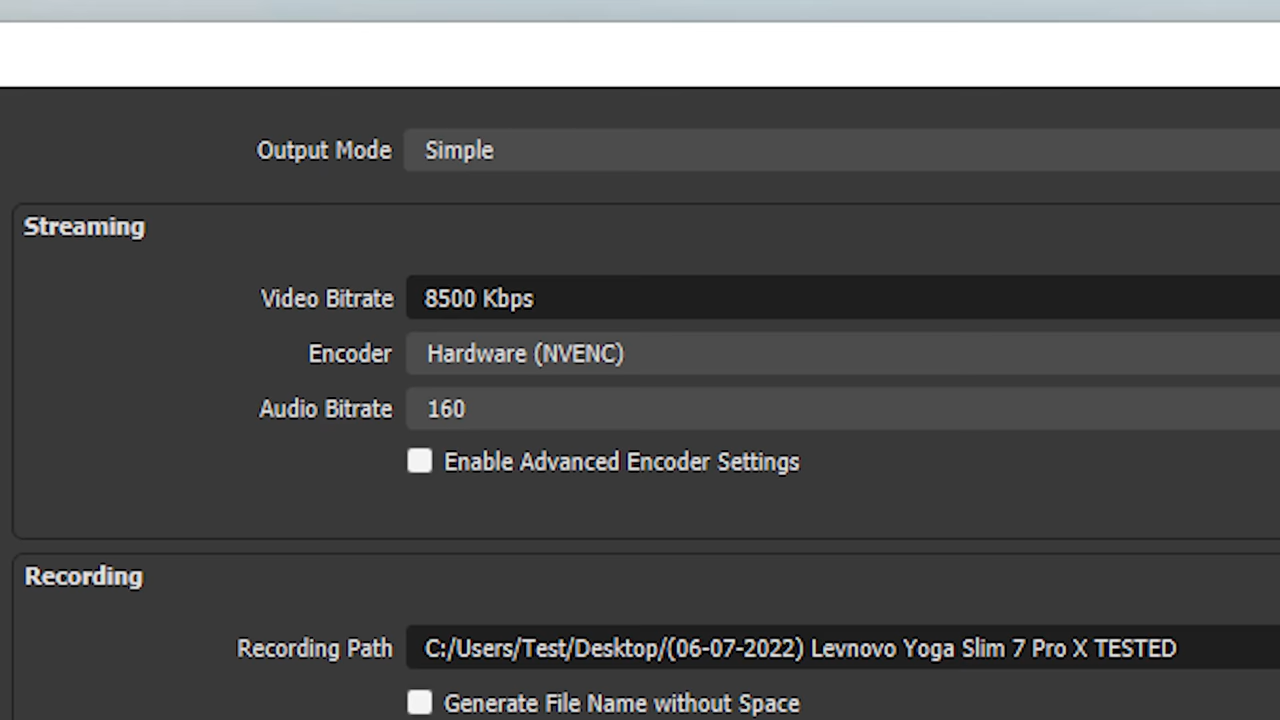 Output Mode Simple
Streaming
Video Bitrate 8500 Kbps
Encoder Hardware (NVENC)
Audio Bitrate 160
Enable Advanced Encoder Settings
Recording
Recording Path C:/Users/Test/Desktop/(06-07-2022) Levnovo Yoga Slim 7 Pro X TESTED
Generate File Name without Space